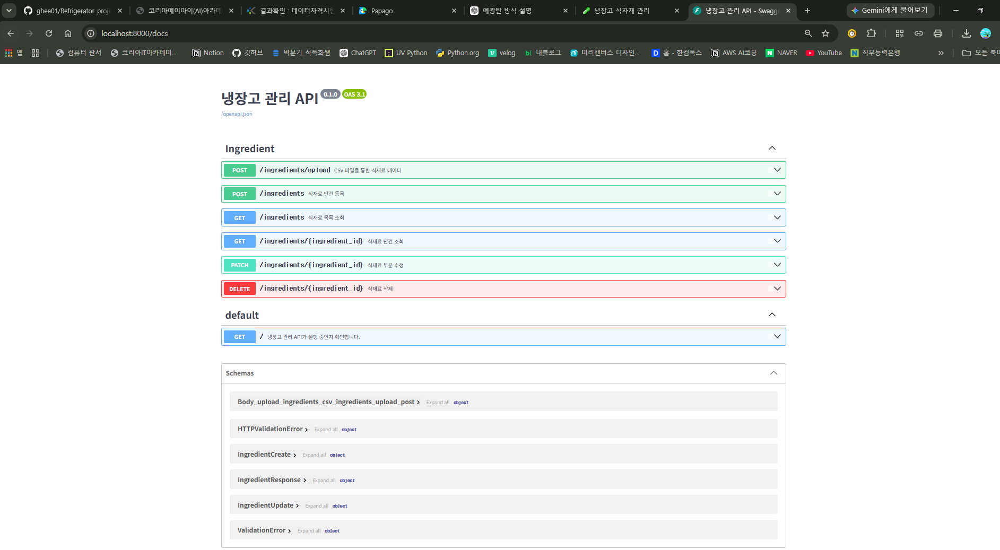 ghee01/Refrigerator_proje
코리아에이아이(AI)아카데
결과확인 : 데이터자격시험
Papago
예광탄 방식 설명
냉장고 식자재 관리
냉장고 관리 API - Swagge
Gemini에게 물어보기
localhost:8000/docs
앱
컴퓨터 판서
코리아IT아카데미...
Notion
깃허브
빅분기_석득화쌤
ChatGPT
UV Python
Python.org
velog
내블로그
미리캔버스 디자인...
홈 - 한컴독스
AWS AI코딩
NAVER
YouTube
직무능력은행
모든 북마
냉장고 관리 API 0.1.0 OAS 3.1
/openapi.json
Ingredient
POST /ingredients/upload CSV 파일을 통한 식재료 데이터
POST /ingredients 식재료 단건 등록
GET /ingredients 식재료 목록 조회
GET /ingredients/{ingredient_id} 식재료 단건 조회
PATCH /ingredients/{ingredient_id} 식재료 부분 수정
DELETE /ingredients/{ingredient_id} 식재료 삭제
default
GET / 냉장고 관리 API가 실행 중인지 확인합니다.
Schemas
Body_upload_ingredients_csv_ingredients_upload_post Expand all object
HTTPValidationError Expand all object
IngredientCreate Expand all object
IngredientResponse Expand all object
IngredientUpdate Expand all object
ValidationError Expand all object